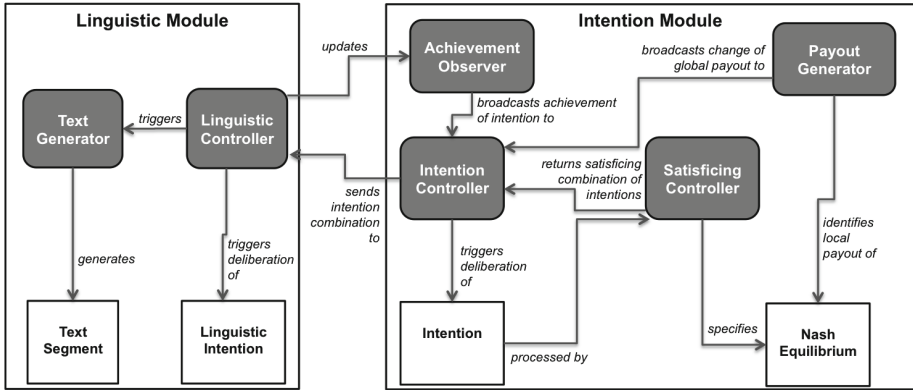 Linguistic Module
Intention Module
updates
Achievement
Observer
broadcasts change of
global payout to
Payout
Generator
broadcasts achievement
of intention to
Text
Generator
triggers
Linguistic
Controller
Intention
Controller
returns satisficing
combination of
intentions
Satisficing
Controller
sends
intention
combination
to
identifies
local
payout of
generates
triggers
deliberation
of
triggers
deliberation
of
Text
Segment
Linguistic
Intention
Intention
processed by
specifies
Nash
Equilibrium